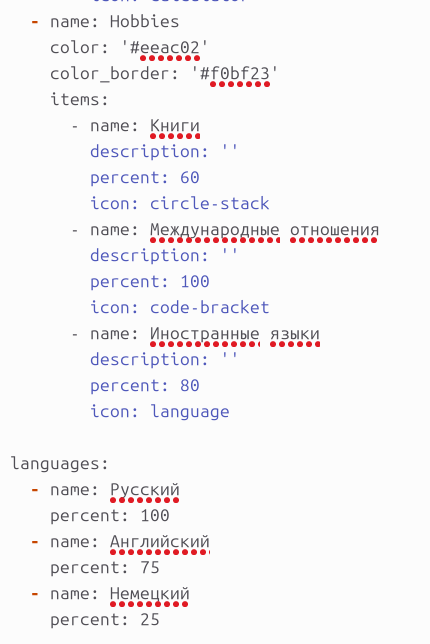 - name: Hobbies
color: '#eeac02'
color_border: '#f0bf23'
items:
- name: Книги
description: ''
percent: 60
icon: circle-stack
- name: Международные отношения
description: ''
percent: 100
icon: code-bracket
- name: Иностранные языки
description: ''
percent: 80
icon: language
languages:
- name: Русский
percent: 100
- name: Английский
percent: 75
- name: Немецкий
percent: 25